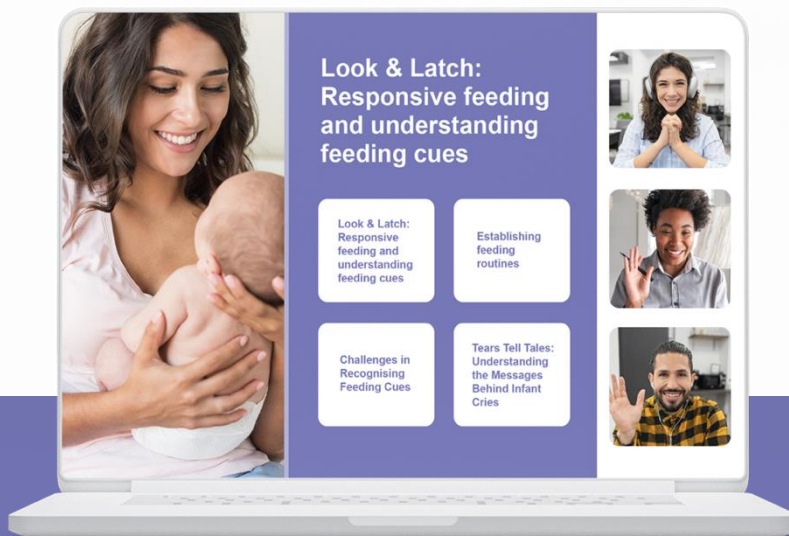 Look & Latch:
Responsive feeding
and understanding
feeding cues
Look & Latch:
Responsive
feeding and
understanding
feeding cues
Establishing
feeding
routines
Challenges in
Recognising
Feeding Cues
Tears Tell Tales:
Understanding
the Messages
Behind Infant
Cries